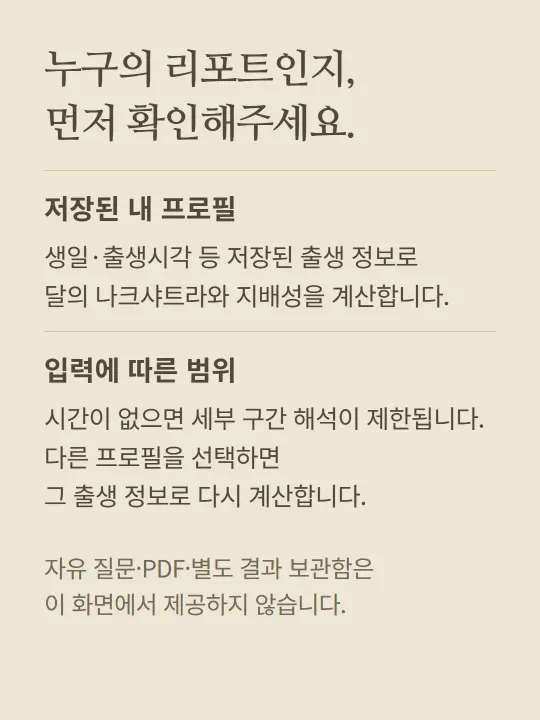 누구의 리포트인지,
먼저 확인해주세요.
저장된 내 프로필
생일·출생시각 등 저장된 출생 정보로
달의 나크샤트라와 지배성을 계산합니다.
입력에 따른 범위
시간이 없으면 세부 구간 해석이 제한됩니다.
다른 프로필을 선택하면
그 출생 정보로 다시 계산합니다.
자유 질문·PDF·별도 결과 보관함은
이 화면에서 제공하지 않습니다.